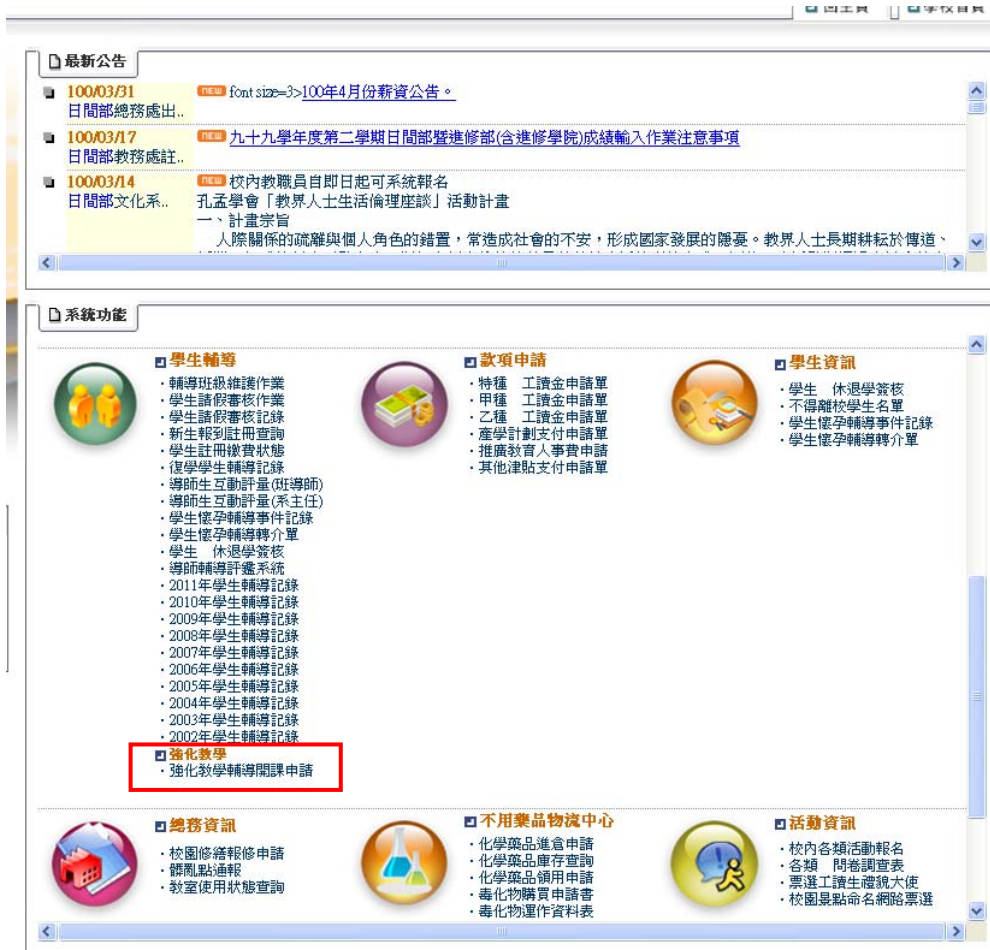 回主頁 學校首頁
最新公告
100/03/31 NEW font size=3>100年4月份薪資公告。
日間部總務處出..
100/03/17 NEW 九十九學年度第二學期日間部暨進修部(含進修學院)成績輸入作業注意事項
日間部教務處註..
100/03/14 NEW 校內教職員自即日起可系統報名
日間部文化系.. 孔孟學會「教界人士生活倫理座談」活動計畫
一、計畫宗旨
人際關係的疏離與個人角色的錯置，常造成社會的不安，形成國家發展的隱憂。教界人士長期耕耘於傳道、
系統功能
學生輔導
・輔導班級維護作業
・學生請假審核作業
・學生請假審核記錄
・新生報到註冊查詢
・學生註冊繳費狀態
・復學學生輔導記錄
・導師生互動評量(班導師)
・導師生互動評量(系主任)
・學生懷孕輔導事件記錄
・學生懷孕輔導轉介單
・學生 休退學簽核
・導師輔導評鑑系統
・2011年學生輔導記錄
・2010年學生輔導記錄
・2009年學生輔導記錄
・2008年學生輔導記錄
・2007年學生輔導記錄
・2006年學生輔導記錄
・2005年學生輔導記錄
・2004年學生輔導記錄
・2003年學生輔導記錄
・2002年學生輔導記錄
強化教學
・強化教學輔導開課申請
款項申請
・特種 工讀金申請單
・甲種 工讀金申請單
・乙種 工讀金申請單
・產學計劃支付申請單
・推廣教育人事費申請
・其他津貼支付申請單
學生資訊
・學生 休退學簽核
・不得離校學生名單
・學生懷孕輔導事件記錄
・學生懷孕輔導轉介單
總務資訊
・校園修繕報修申請
・髒亂點通報
・教室使用狀態查詢
不用藥品物流中心
・化學藥品進倉申請
・化學藥品庫存查詢
・化學藥品領用申請
・毒化物購買申請書
・毒化物運作資料表
活動資訊
・校內各類活動報名
・各類 問卷調查表
・票選工讀生禮貌大使
・校園景點命名網路票選